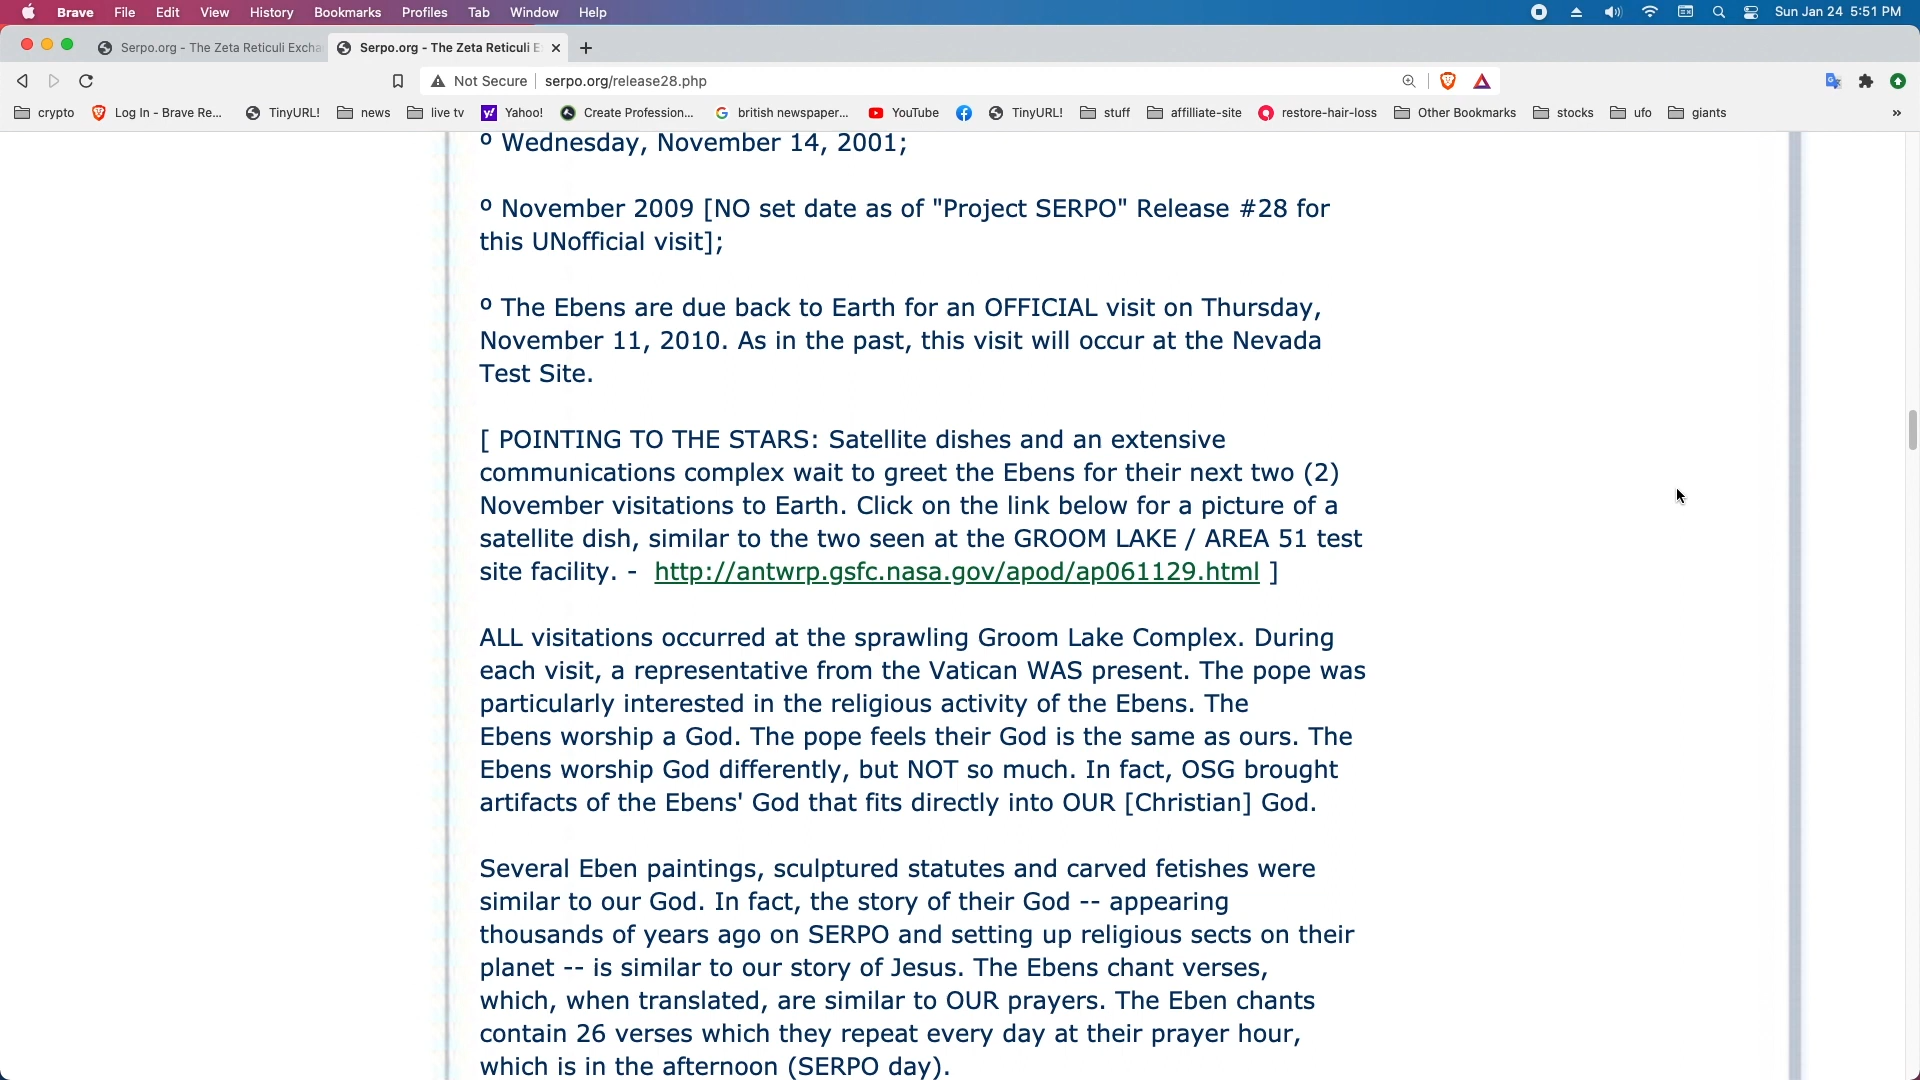 Brave File Edit View History Bookmarks Profiles Tab Window Help Sun Jan 24 5:51 PM
Serpo.org - The Zeta Reticuli Excha Serpo.org - The Zeta Reticuli E
Not Secure serpo.org/release28.php
crypto Log In - Brave Re... TinyURL! news live tv Yahoo! Create Profession... british newspaper... YouTube TinyURL! stuff affilliate-site restore-hair-loss Other Bookmarks stocks ufo giants »
º Wednesday, November 14, 2001;
º November 2009 [NO set date as of "Project SERPO" Release #28 for
this UNofficial visit];
º The Ebens are due back to Earth for an OFFICIAL visit on Thursday,
November 11, 2010. As in the past, this visit will occur at the Nevada
Test Site.
[ POINTING TO THE STARS: Satellite dishes and an extensive
communications complex wait to greet the Ebens for their next two (2)
November visitations to Earth. Click on the link below for a picture of a
satellite dish, similar to the two seen at the GROOM LAKE / AREA 51 test
site facility. - http://antwrp.gsfc.nasa.gov/apod/ap061129.html ]
ALL visitations occurred at the sprawling Groom Lake Complex. During
each visit, a representative from the Vatican WAS present. The pope was
particularly interested in the religious activity of the Ebens. The
Ebens worship a God. The pope feels their God is the same as ours. The
Ebens worship God differently, but NOT so much. In fact, OSG brought
artifacts of the Ebens' God that fits directly into OUR [Christian] God.
Several Eben paintings, sculptured statutes and carved fetishes were
similar to our God. In fact, the story of their God -- appearing
thousands of years ago on SERPO and setting up religious sects on their
planet -- is similar to our story of Jesus. The Ebens chant verses,
which, when translated, are similar to OUR prayers. The Eben chants
contain 26 verses which they repeat every day at their prayer hour,
which is in the afternoon (SERPO day).